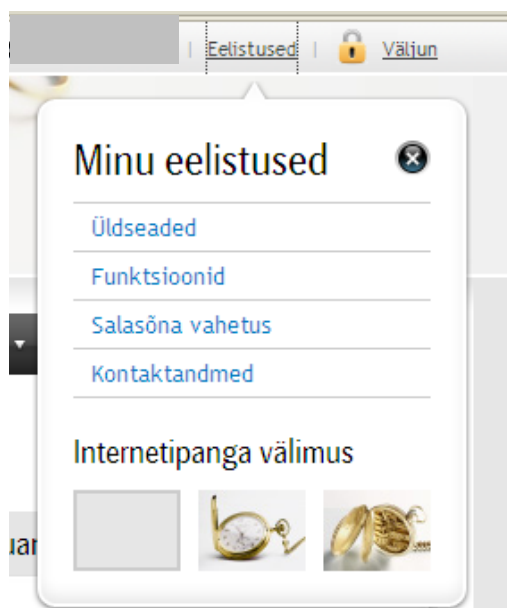 Eelistused | Väljun
Minu eelistused
Üldseaded
Funktsioonid
Salasõna vahetus
Kontaktandmed
Internetipanga välimus